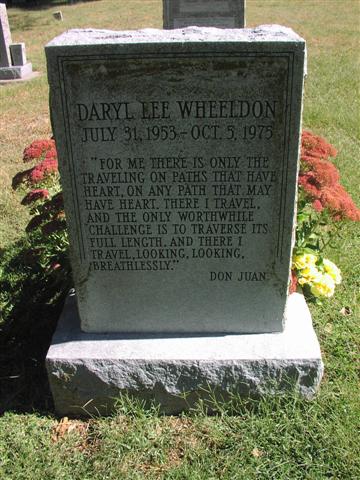 DARYL LEE WHEELDON
JULY 31, 1953 - OCT. 5, 1975
"FOR ME THERE IS ONLY THE
TRAVELING ON PATHS THAT HAVE
HEART, ON ANY PATH THAT MAY
HAVE HEART. THERE I TRAVEL,
AND THE ONLY WORTHWHILE
CHALLENGE IS TO TRAVERSE ITS
FULL LENGTH. AND THERE I
TRAVEL, LOOKING, LOOKING,
BREATHLESSLY."
DON JUAN